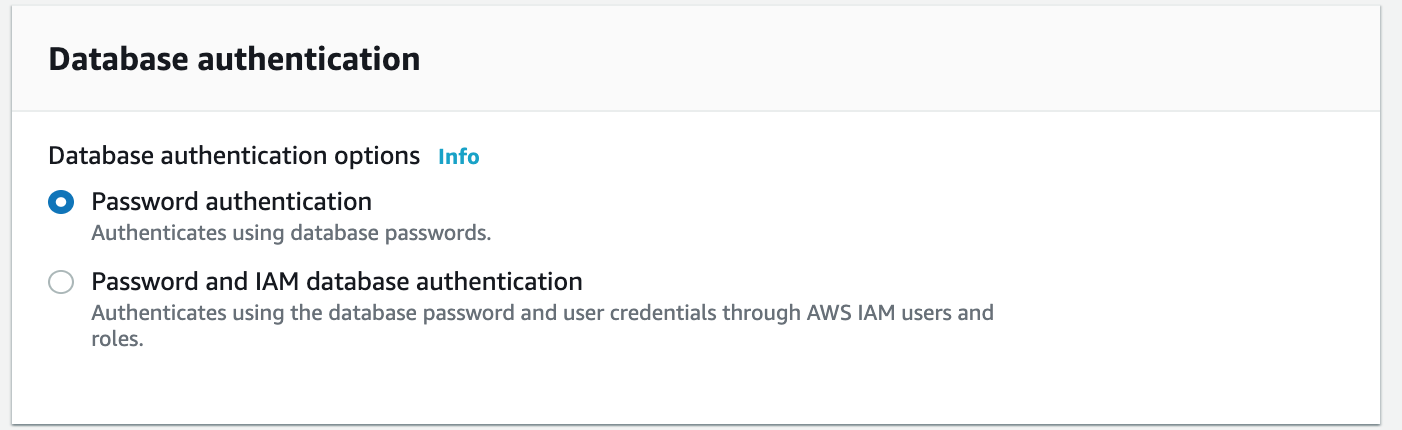 Database authentication
Database authentication options Info
Password authentication
Authenticates using database passwords.
Password and IAM database authentication
Authenticates using the database password and user credentials through AWS IAM users and
roles.